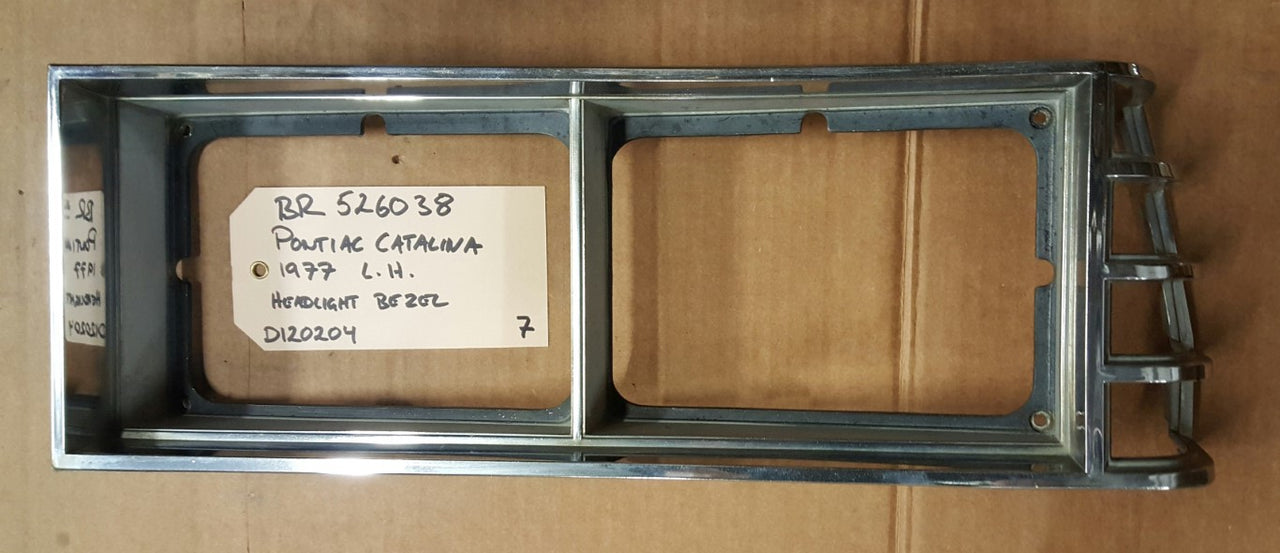 BR 526038
PONTIAC CATALINA
1977 L.H.
HEADLIGHT BEZEL
D120204 7